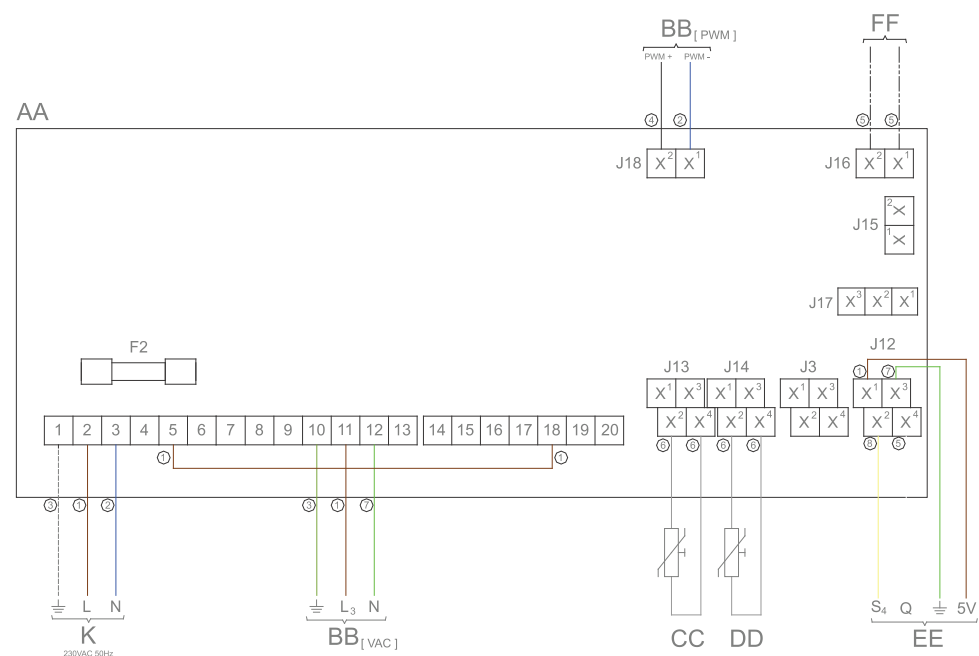 BB[ PWM ]
FF
PWM + PWM -
AA
4 2 5 5
J18 X2 X1 J16 X2 X1
J15 2X
1X
J17 X3 X2 X1
F2
J12
J13 J14 J3 1 7
X1 X3 X1 X3 X1 X3 X1 X3
X2 X4 X2 X4 X2 X4 X2 X4
1 2 3 4 5 6 7 8 9 10 11 12 13 14 15 16 17 18 19 20
6 6 6 6 8 5
1 1
3 1 2 3 1 7
L N L3 N S4 Q 5V
K BB[ VAC ] CC DD EE
230VAC 50Hz